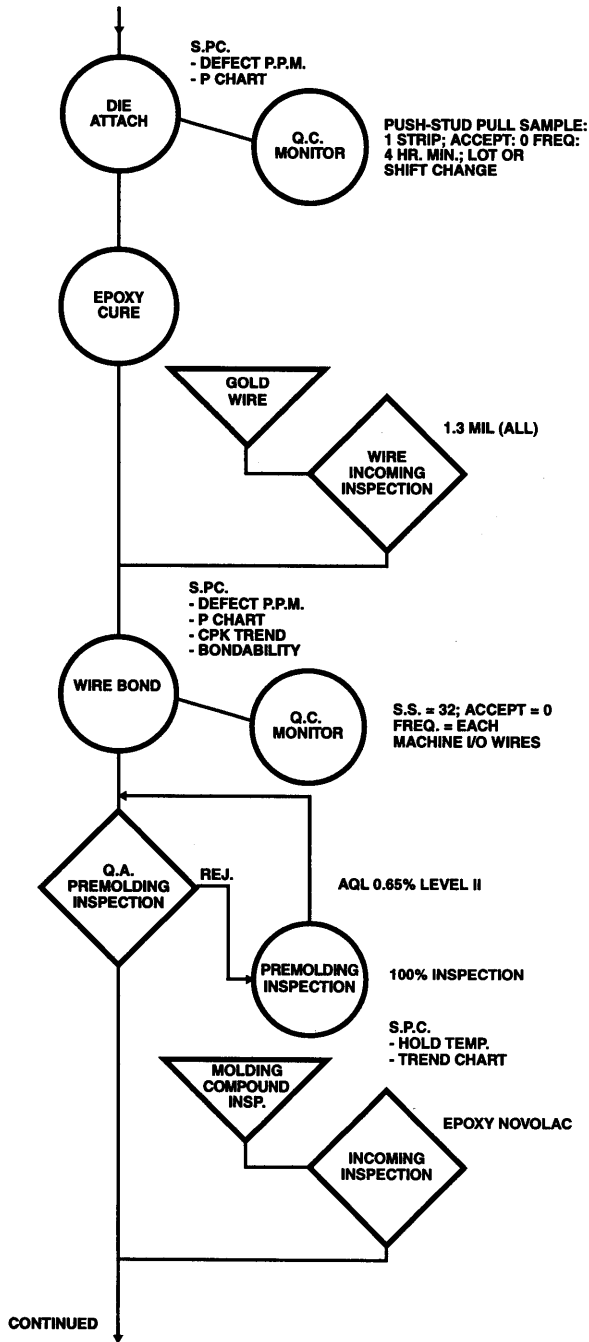 S.PC.
- DEFECT P.P.M.
- P CHART
DIE
ATTACH
Q.C.
MONITOR
PUSH-STUD PULL SAMPLE:
1 STRIP; ACCEPT: 0 FREQ:
4 HR. MIN.; LOT OR
SHIFT CHANGE
EPOXY
CURE
GOLD
WIRE
1.3 MIL (ALL)
WIRE
INCOMING
INSPECTION
S.PC.
- DEFECT P.P.M.
- P CHART
- CPK TREND
- BONDABILITY
WIRE BOND
Q.C.
MONITOR
S.S. = 32; ACCEPT = 0
FREQ. = EACH
MACHINE I/O WIRES
Q.A.
PREMOLDING
INSPECTION
REJ.
AQL 0.65% LEVEL II
PREMOLDING
INSPECTION
100% INSPECTION
S.P.C.
- HOLD TEMP.
- TREND CHART
MOLDING
COMPOUND
INSP.
EPOXY NOVOLAC
INCOMING
INSPECTION
CONTINUED